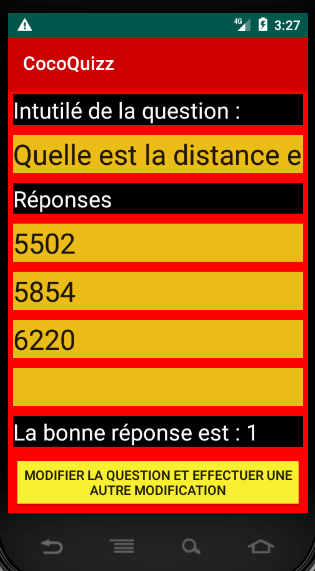 4G 3:27
CocoQuizz
Intutilé de la question :
Quelle est la distance e
Réponses
5502
5854
6220
La bonne réponse est : 1
MODIFIER LA QUESTION ET EFFECTUER UNE
AUTRE MODIFICATION